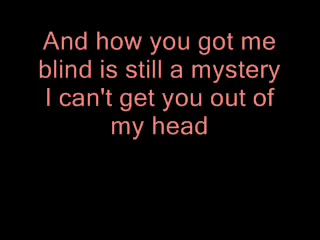 And how you got me
blind is still a mystery
I can't get you out of
my head